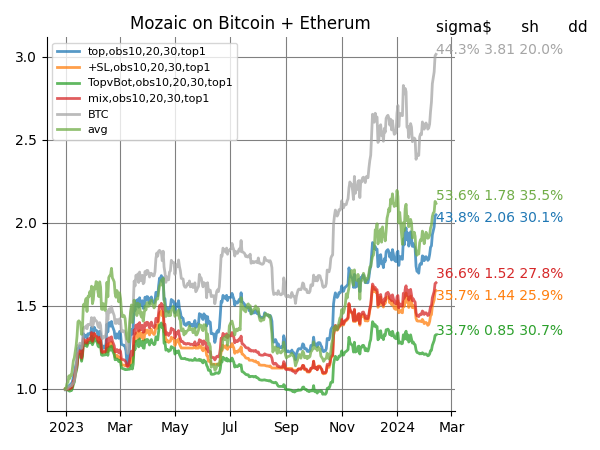 Mozaic on Bitcoin + Etherum
sigma$ sh dd
44.3% 3.81 20.0%
top,obs10,20,30,top1
+SL,obs10,20,30,top1
TopvBot,obs10,20,30,top1
mix,obs10,20,30,top1
BTC
avg
3.0
2.5
2.0
1.5
1.0
53.6% 1.78 35.5%
43.8% 2.06 30.1%
36.6% 1.52 27.8%
35.7% 1.44 25.9%
33.7% 0.85 30.7%
2023 Mar May Jul Sep Nov 2024 Mar